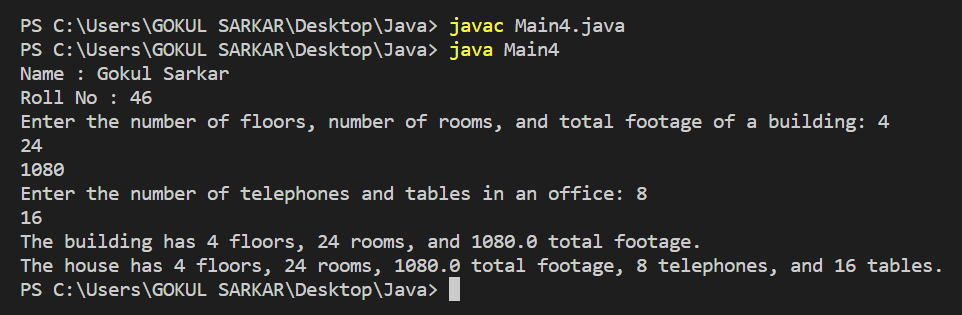 PS C:\Users\GOKUL SARKAR\Desktop\Java> javac Main4.java
PS C:\Users\GOKUL SARKAR\Desktop\Java> java Main4
Name : Gokul Sarkar
Roll No : 46
Enter the number of floors, number of rooms, and total footage of a building: 4
24
1080
Enter the number of telephones and tables in an office: 8
16
The building has 4 floors, 24 rooms, and 1080.0 total footage.
The house has 4 floors, 24 rooms, 1080.0 total footage, 8 telephones, and 16 tables.
PS C:\Users\GOKUL SARKAR\Desktop\Java>